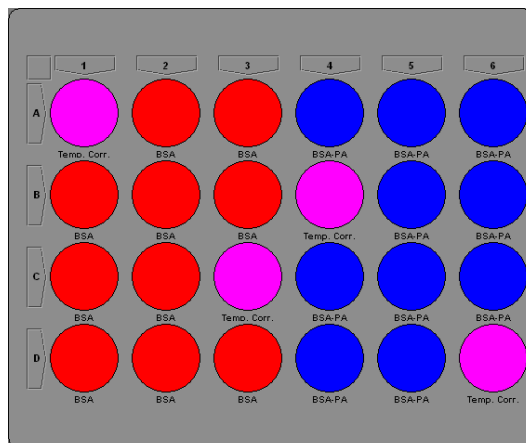 1 2 3 4 5 6
A
Temp. Corr. BSA BSA BSA-PA BSA-PA BSA-PA
B
BSA BSA BSA Temp. Corr. BSA-PA BSA-PA
C
BSA BSA Temp. Corr. BSA-PA BSA-PA BSA-PA
D
BSA BSA BSA BSA-PA BSA-PA Temp. Corr.